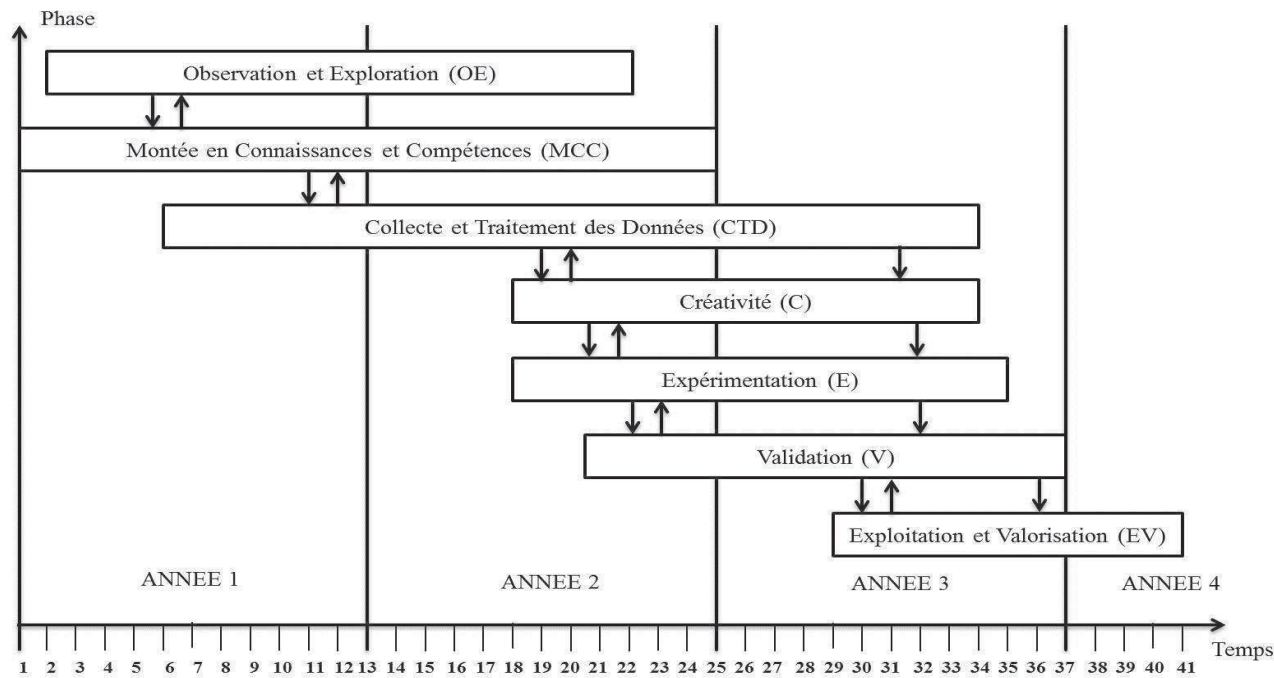 Phase
Observation et Exploration (OE)
Montée en Connaissances et Compétences (MCC)
Collecte et Traitement des Données (CTD)
Créativité (C)
Expérimentation (E)
Validation (V)
Exploitation et Valorisation (EV)
ANNEE 1 ANNEE 2 ANNEE 3 ANNEE 4
Temps
1 2 3 4 5 6 7 8 9 10 11 12 13 14 15 16 17 18 19 20 21 22 23 24 25 26 27 28 29 30 31 32 33 34 35 36 37 38 39 40 41